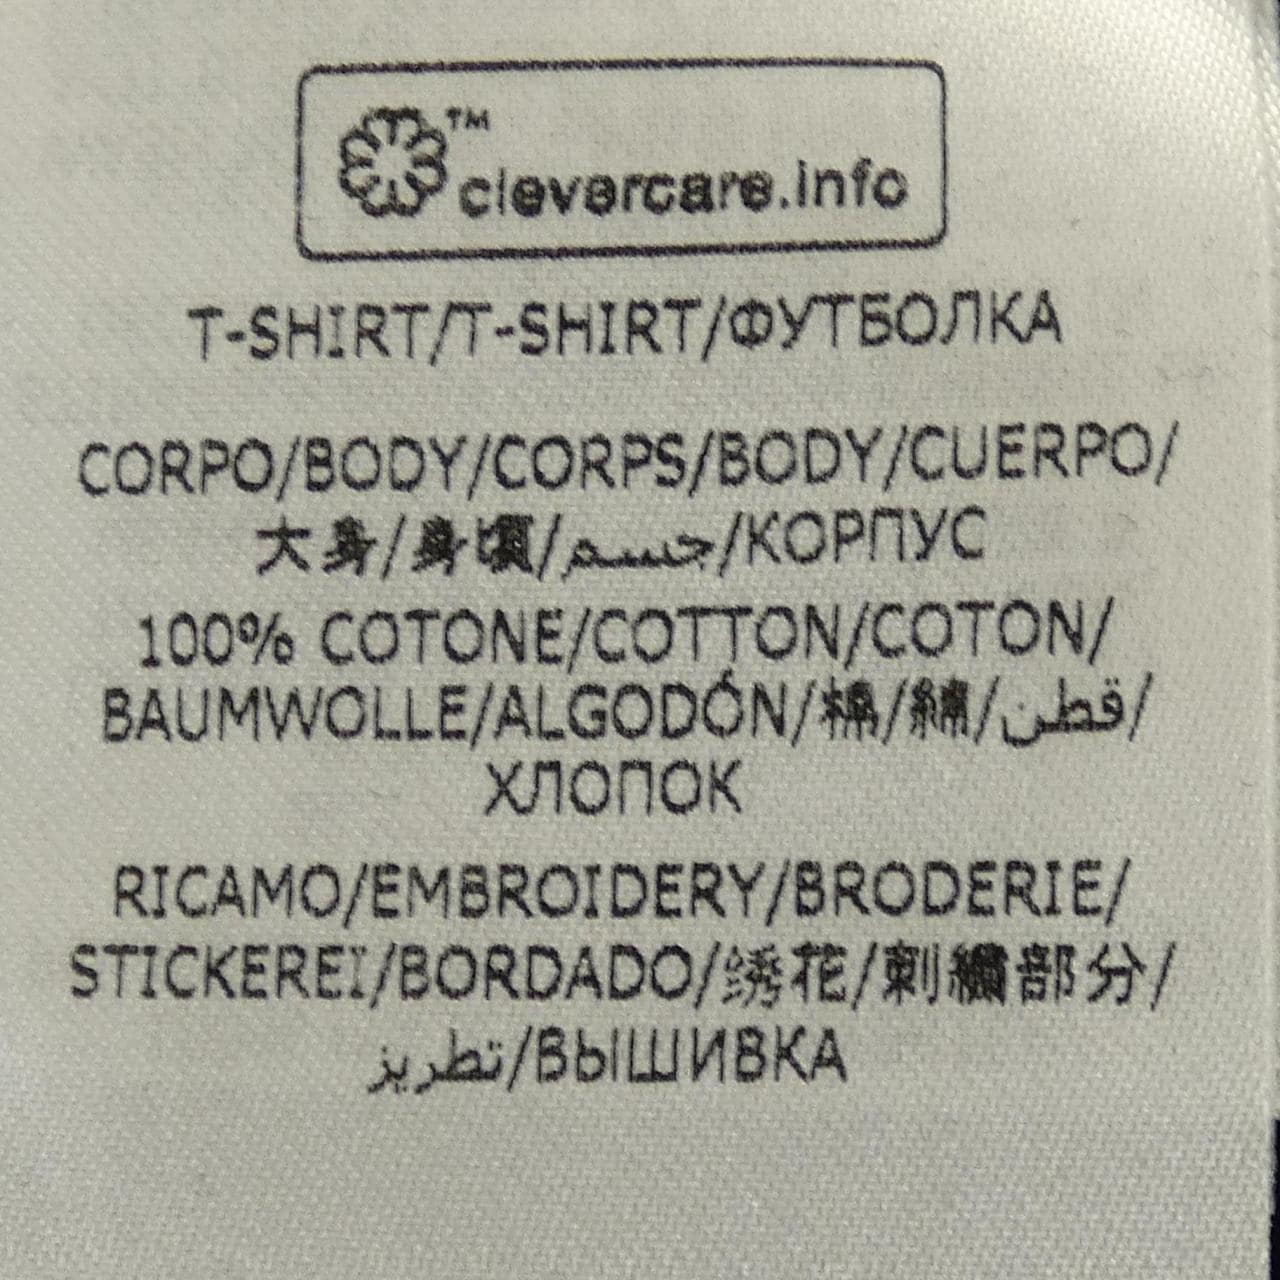 ™
clevercare.info
T-SHIRT/T-SHIRT/ФУТБОЛКА
CORPO/BODY/CORPS/BODY/CUERPO/
大身/身頃/جسم/КОРПУС
100% COTONE/COTTON/COTON/
BAUMWOLLE/ALGODÓN/棉/綿/قطن/
ХЛОПОК
RICAMO/EMBROIDERY/BRODERIE/
STICKEREÏ/BORDADO/绣花/刺繍部分/
تطريز/ВЫШИВКА